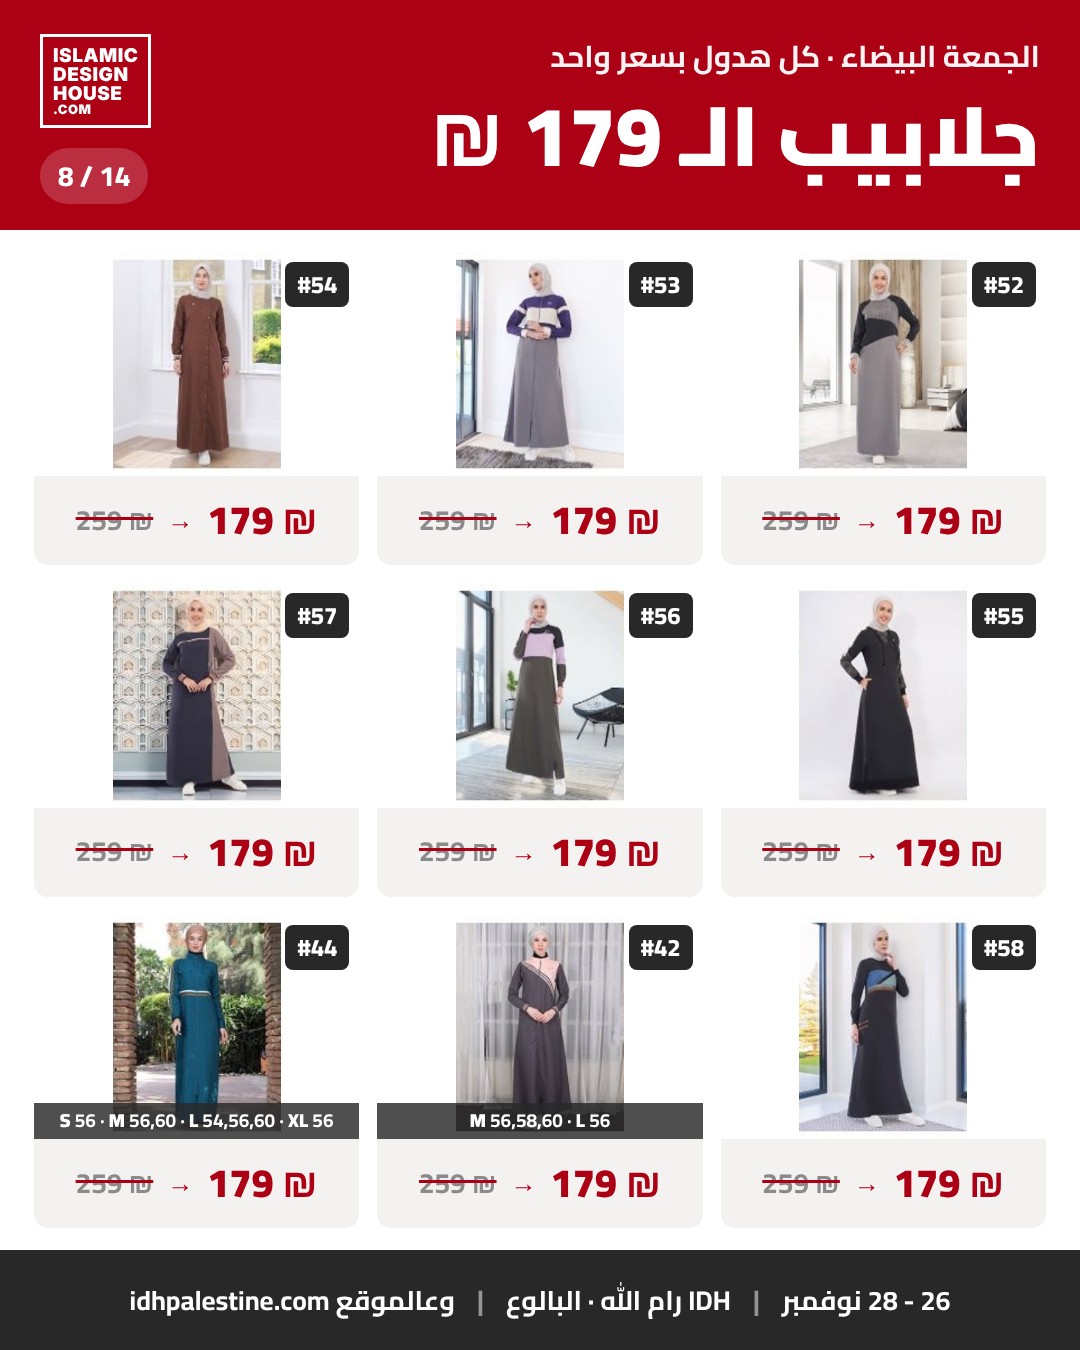 ISLAMIC
DESIGN
HOUSE
.COM
8 / 14
الجمعة البيضاء · كل هدول بسعر واحد
جلابيب الـ 179 ₪
#52
259 ₪ → 179 ₪
#53
259 ₪ → 179 ₪
#54
259 ₪ → 179 ₪
#55
259 ₪ → 179 ₪
#56
259 ₪ → 179 ₪
#57
259 ₪ → 179 ₪
#58
259 ₪ → 179 ₪
#42
M 56,58,60 · L 56
259 ₪ → 179 ₪
#44
S 56 · M 56,60 · L 54,56,60 · XL 56
259 ₪ → 179 ₪
26 - 28 نوفمبر | IDH رام الله · البالوع | وعالموقع idhpalestine.com